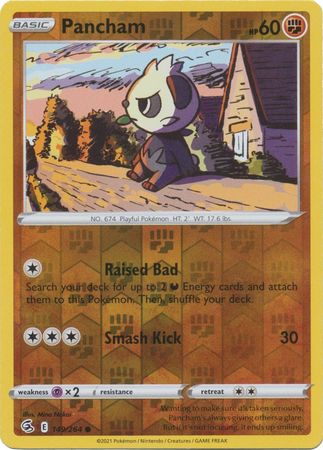 BASIC
Pancham
HP60
NO. 674 Playful Pokémon HT: 2' WT: 17.6 lbs.
Raised Bad
Search your deck for up to 2 Energy cards and attach
them to this Pokémon. Then, shuffle your deck.
Smash Kick 30
weakness ×2 resistance retreat
Illus. Mina Nakai
E 149/264
Wanting to make sure it's taken seriously,
Pancham's always giving others a glare.
But if it's not focusing, it ends up smiling.
©2021 Pokémon / Nintendo / Creatures / GAME FREAK